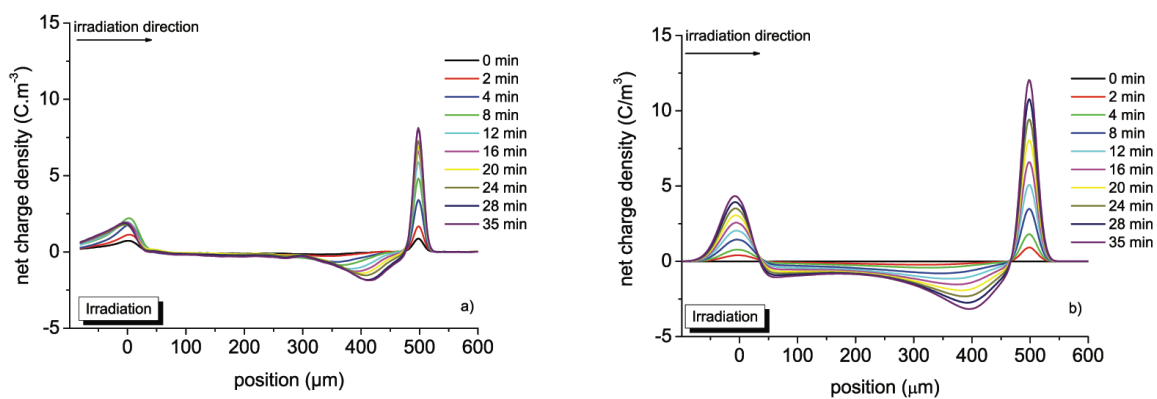 irradiation direction
net charge density (C.m⁻³)
15
10
5
0
-5
0 min
2 min
4 min
8 min
12 min
16 min
20 min
24 min
28 min
35 min
Irradiation
a)
0
100
200
300
400
500
600
position (µm)
irradiation direction
net charge density (C/m³)
15
10
5
0
-5
0 min
2 min
4 min
8 min
12 min
16 min
20 min
24 min
28 min
35 min
Irradiation
b)
0
100
200
300
400
500
600
position (μm)